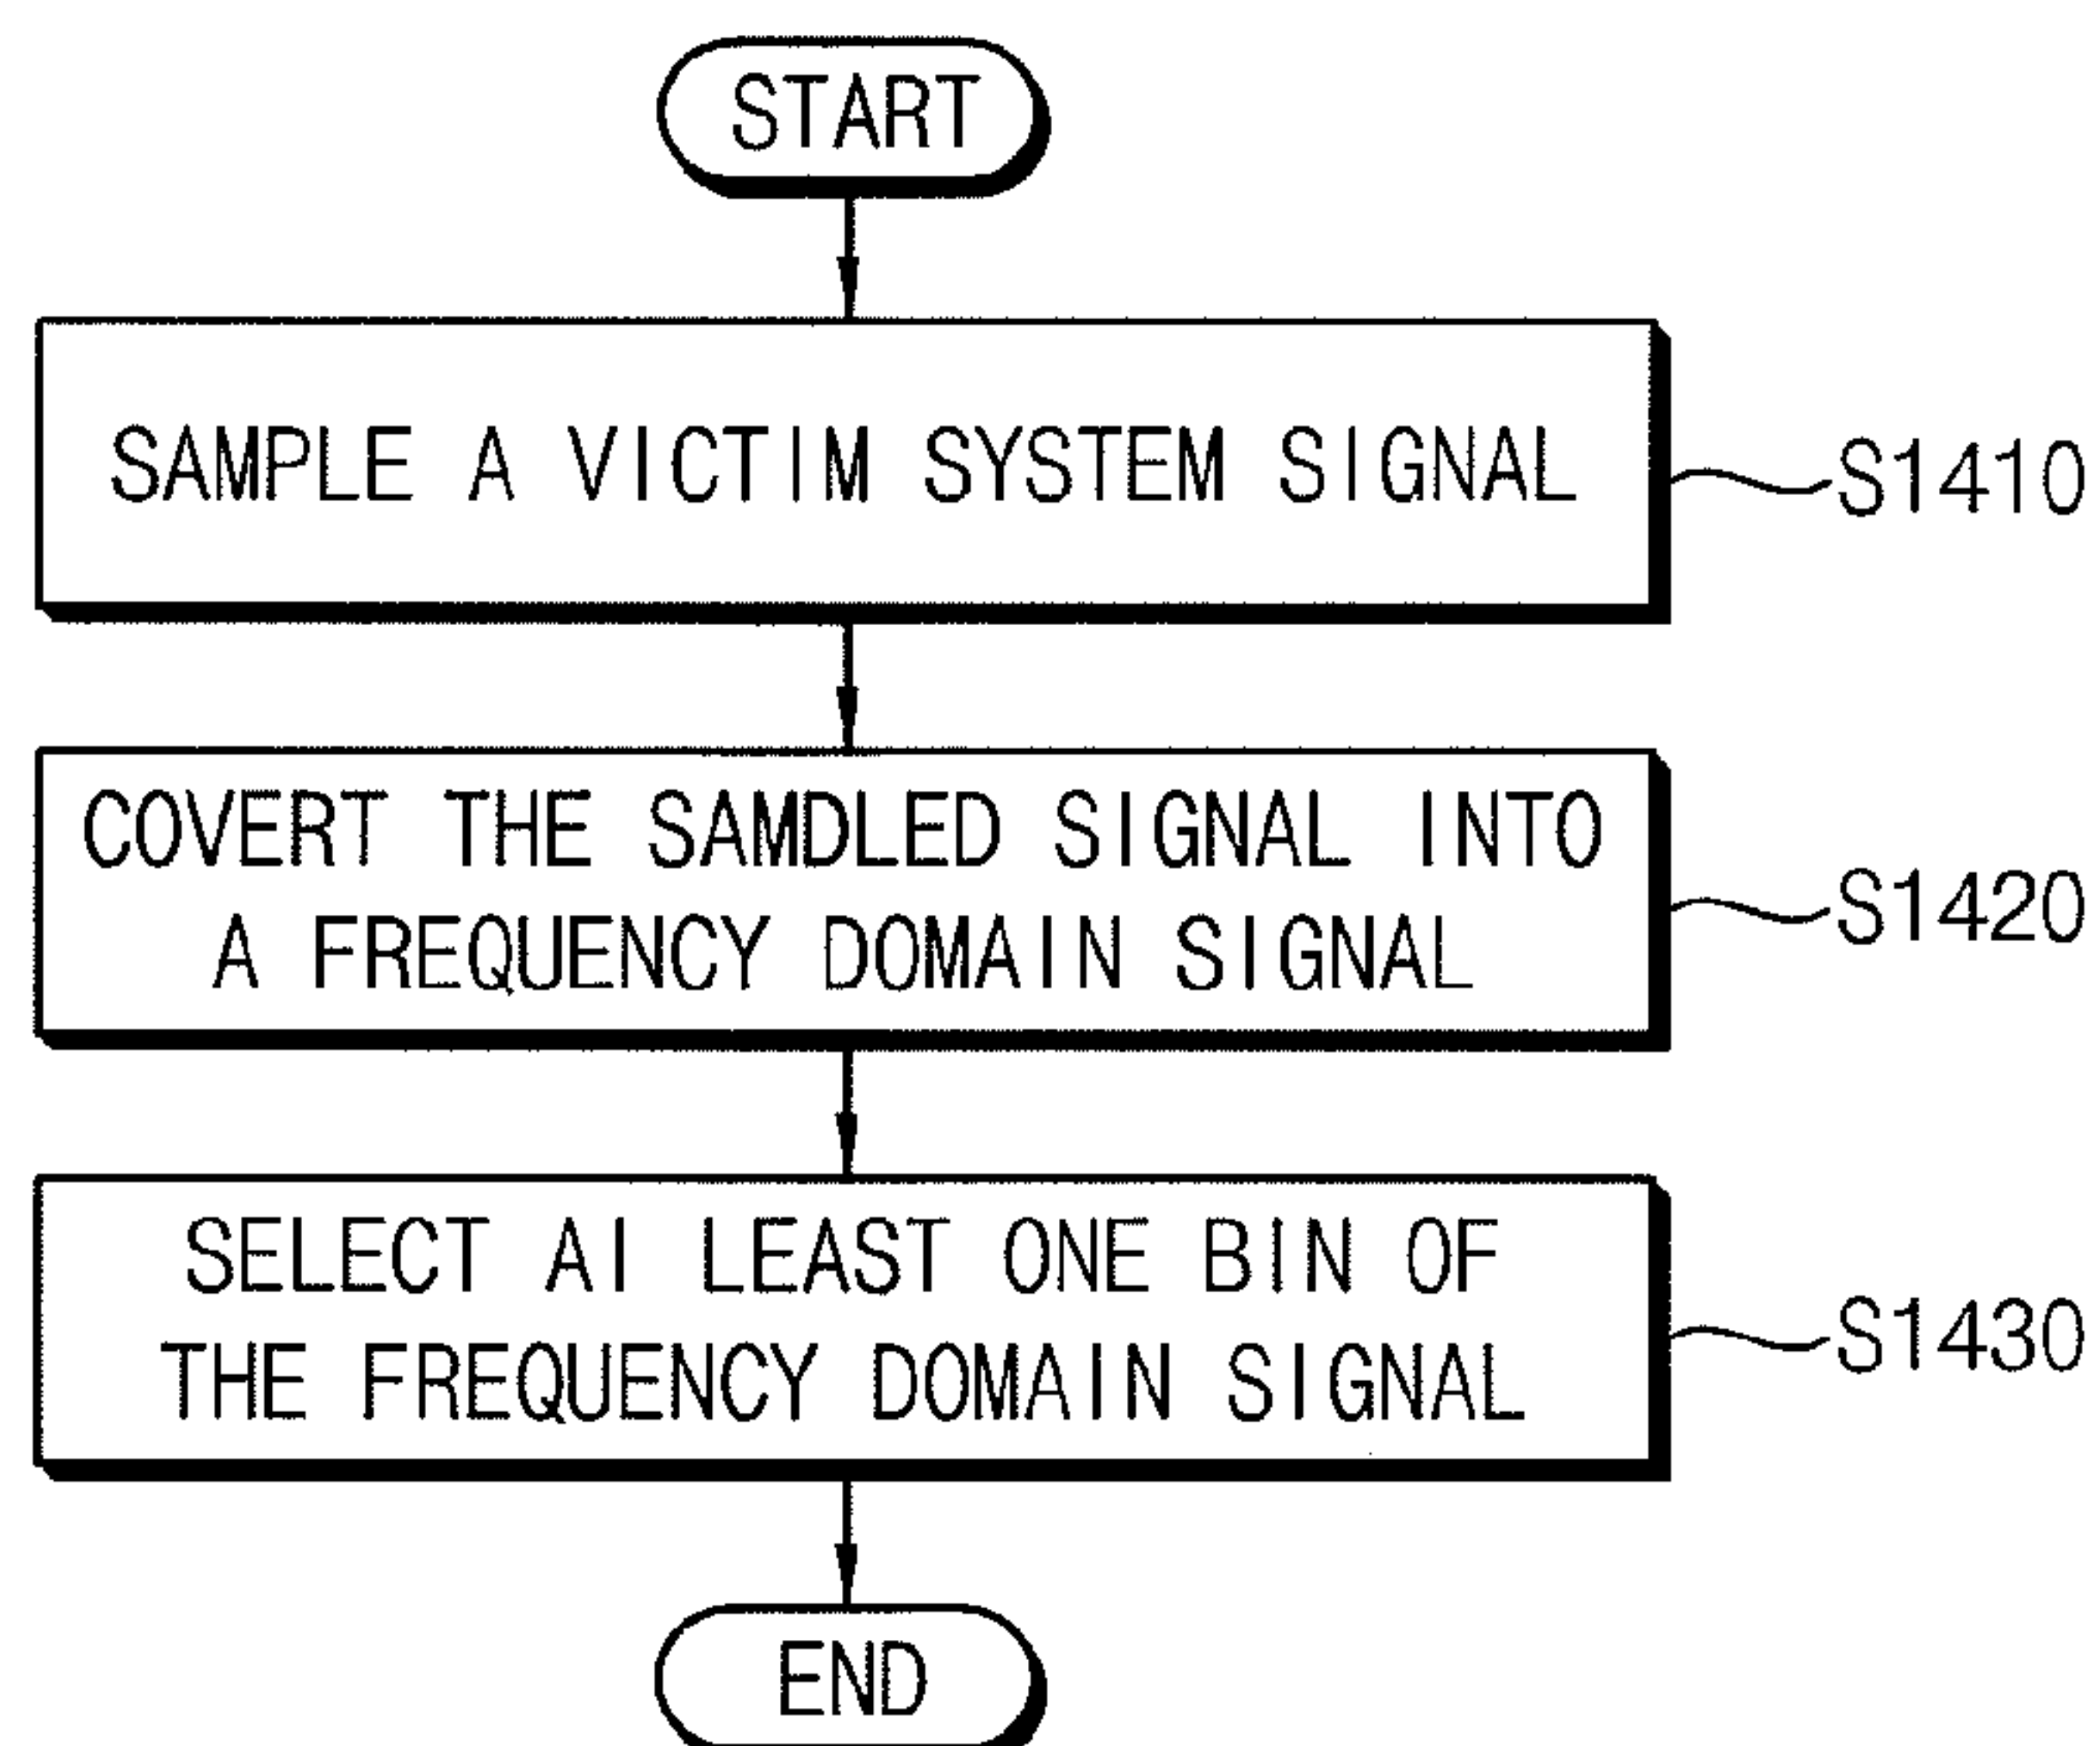 START
SAMPLE A VICTIM SYSTEM SIGNAL
S1410
COVERT THE SAMDLED SIGNAL INTO
A FREQUENCY DOMAIN SIGNAL
S1420
SELECT AI LEAST ONE BIN OF
THE FREQUENCY DOMAIN SIGNAL
S1430
END